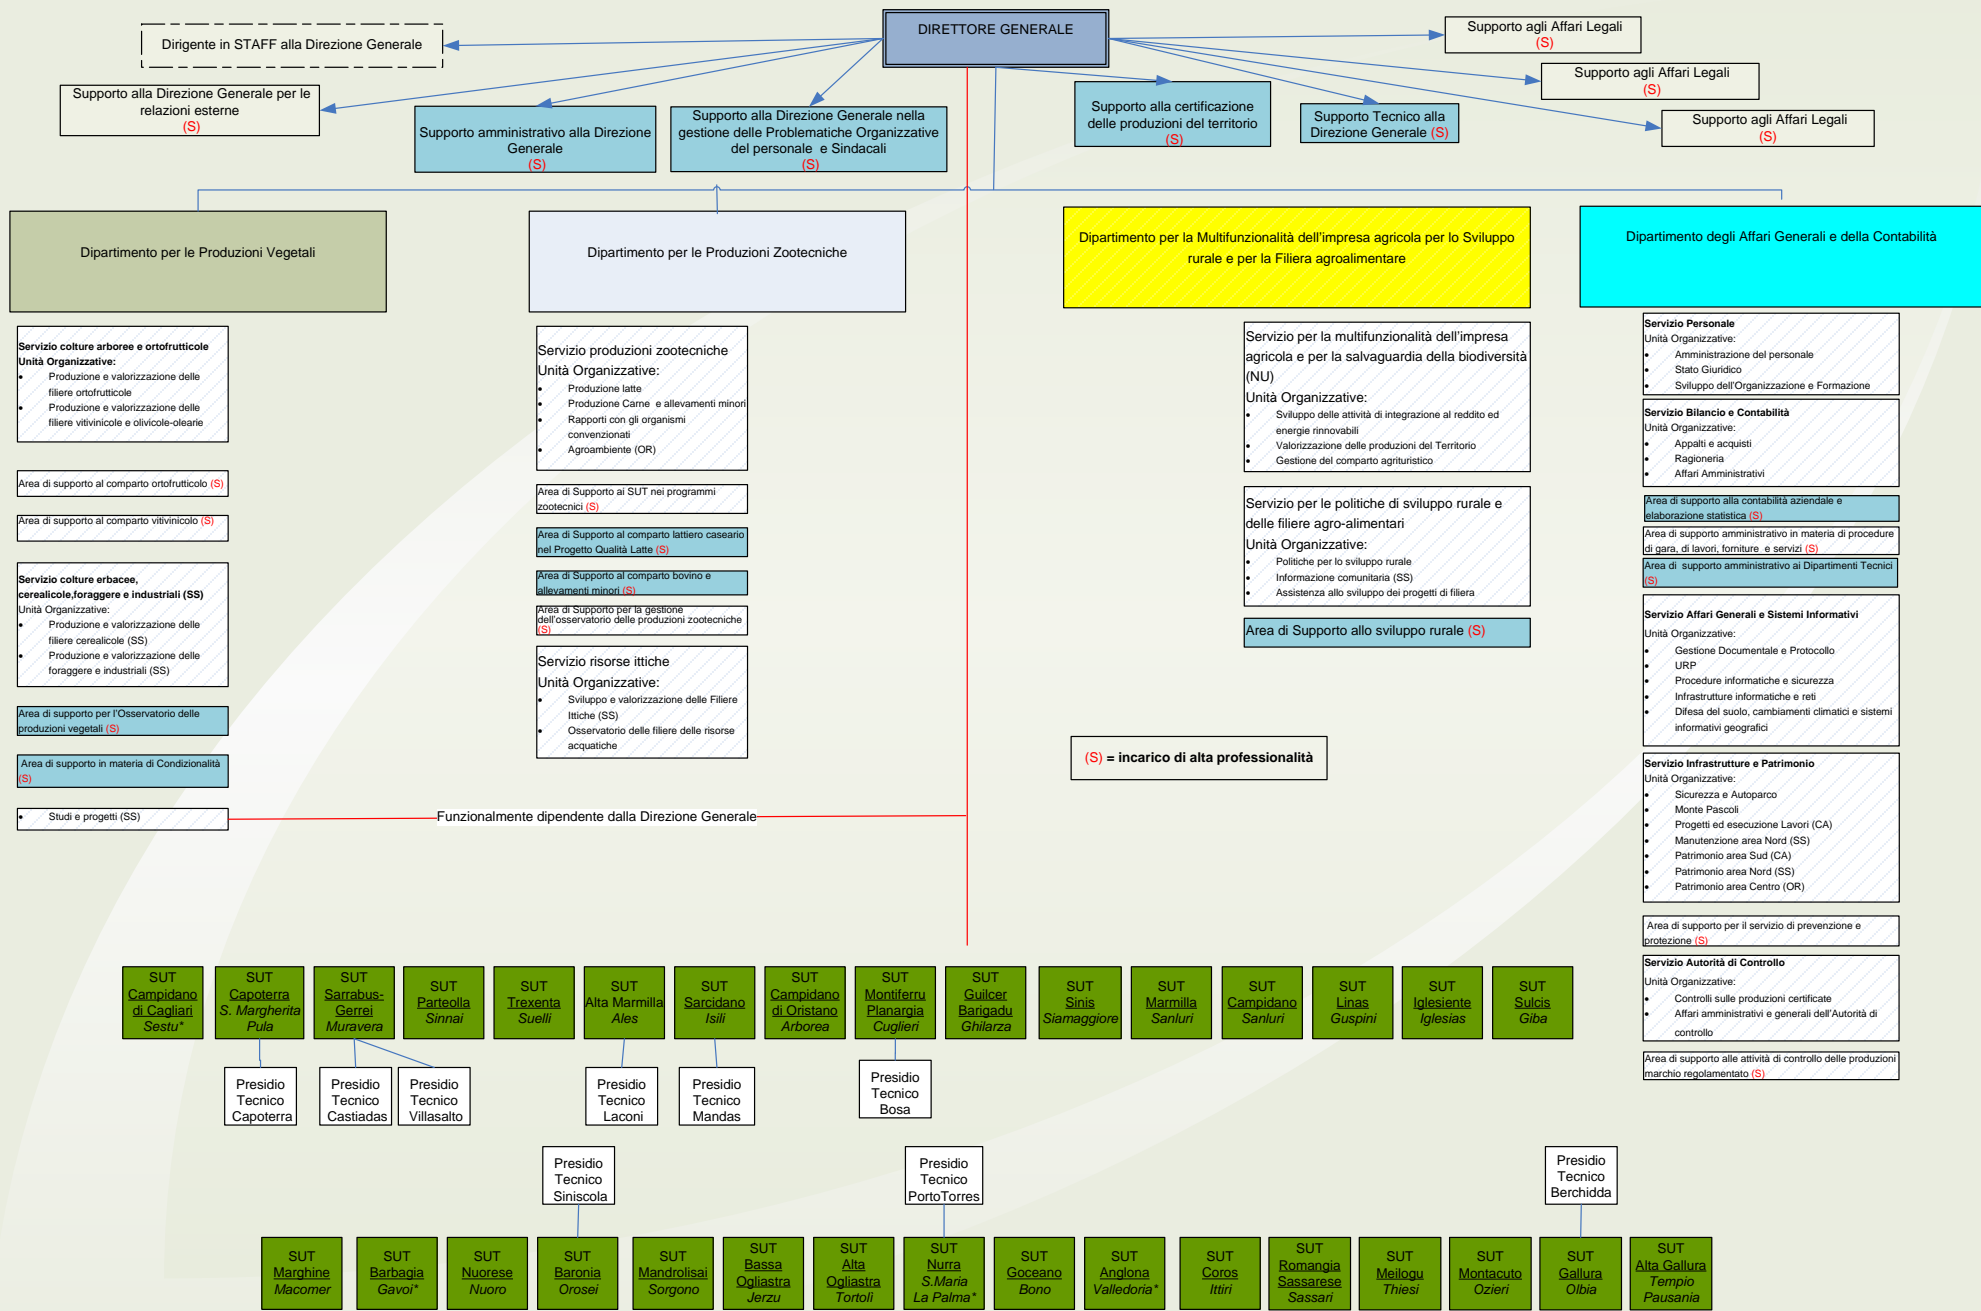 DIRETTORE GENERALE
Dirigente in STAFF alla Direzione Generale
Supporto agli Affari Legali
(S)
Supporto agli Affari Legali
(S)
Supporto agli Affari Legali
(S)
Supporto alla Direzione Generale per le
relazioni esterne
(S)
Supporto amministrativo alla Direzione
Generale
(S)
Supporto alla Direzione Generale nella
gestione delle Problematiche Organizzative
del personale e Sindacali
(S)
Supporto alla certificazione
delle produzioni del territorio
(S)
Supporto Tecnico alla
Direzione Generale (S)
Dipartimento per le Produzioni Vegetali
Dipartimento per le Produzioni Zootecniche
Dipartimento per la Multifunzionalità dell'impresa agricola per lo Sviluppo
rurale e per la Filiera agroalimentare
Dipartimento degli Affari Generali e della Contabilità
Servizio colture arboree e ortofrutticole
Unità Organizzative:
• Produzione e valorizzazione delle
filiere ortofrutticole
• Produzione e valorizzazione delle
filiere vitivinicole e olivicole-olearie
Area di supporto al comparto ortofrutticolo (S)
Area di supporto al comparto vitivinicolo (S)
Servizio colture erbacee,
cerealicole,foraggere e industriali (SS)
Unità Organizzative:
• Produzione e valorizzazione delle
filiere cerealicole (SS)
• Produzione e valorizzazione delle
foraggere e industriali (SS)
Area di supporto per l'Osservatorio delle
produzioni vegetali (S)
Area di supporto in materia di Condizionalità
(S)
• Studi e progetti (SS)
Servizio produzioni zootecniche
Unità Organizzative:
• Produzione latte
• Produzione Carne e allevamenti minori
• Rapporti con gli organismi
convenzionati
• Agroambiente (OR)
Area di Supporto ai SUT nei programmi
zootecnici (S)
Area di Supporto al comparto lattiero caseario
nel Progetto Qualità Latte (S)
Area di Supporto al comparto bovino e
allevamenti minori (S)
Area di Supporto per la gestione
dell'osservatorio delle produzioni zootecniche
(S)
Servizio risorse ittiche
Unità Organizzative:
• Sviluppo e valorizzazione delle Filiere
Ittiche (SS)
• Osservatorio delle filiere delle risorse
acquatiche
Servizio per la multifunzionalità dell'impresa
agricola e per la salvaguardia della biodiversità
(NU)
Unità Organizzative:
• Sviluppo delle attività di integrazione al reddito ed
energie rinnovabili
• Valorizzazione delle produzioni del Territorio
• Gestione del comparto agrituristico
Servizio per le politiche di sviluppo rurale e
delle filiere agro-alimentari
Unità Organizzative:
• Politiche per lo sviluppo rurale
• Informazione comunitaria (SS)
• Assistenza allo sviluppo dei progetti di filiera
Area di Supporto allo sviluppo rurale (S)
(S) = incarico di alta professionalità
Funzionalmente dipendente dalla Direzione Generale
Servizio Personale
Unità Organizzative:
• Amministrazione del personale
• Stato Giurídico
• Sviluppo dell'Organizzazione e Formazione
Servizio Bilancio e Contabilità
Unità Organizzative:
• Appalti e acquisti
• Ragioneria
• Affari Amministrativi
Area di supporto alla contabilità aziendale e
elaborazione statistica (S)
Area di supporto amministrativo in materia di procedure
di gara, di lavori, forniture e servizi (S)
Area di supporto amministrativo ai Dipartimenti Tecnici
(S)
Servizio Affari Generali e Sistemi Informativi
Unità Organizzative:
• Gestione Documentale e Protocollo
• URP
• Procedure informatiche e sicurezza
• Infrastrutture informatiche e reti
• Difesa del suolo, cambiamenti climatici e sistemi
informativi geografici
Servizio Infrastrutture e Patrimonio
Unità Organizzative:
• Sicurezza e Autoparco
• Monte Pascoli
• Progetti ed esecuzione Lavori (CA)
• Manutenzione area Nord (SS)
• Patrimonio area Sud (CA)
• Patrimonio area Nord (SS)
• Patrimonio area Centro (OR)
Area di supporto per il servizio di prevenzione e
protezione (S)
Servizio Autorità di Controllo
Unità Organizzative:
• Controlli sulle produzioni certificate
• Affari amministrativi e generali dell'Autorità di
controllo
Area di supporto alle attività di controllo delle produzioni
marchio regolamentato (S)
SUT
Campidano
di Cagliari
Sestu*
SUT
Capoterra
S. Margherita
Pula
SUT
Sarrabus-
Gerrei
Muravera
SUT
Parteolla
Sinnai
SUT
Trexenta
Suelli
SUT
Alta Marmilla
Ales
SUT
Sarcidano
Isili
SUT
Campidano
di Oristano
Arborea
SUT
Montiferru
Planargia
Cuglieri
SUT
Guilcer
Barigadu
Ghilarza
SUT
Sinis
Siamaggiore
SUT
Marmilla
Sanluri
SUT
Campidano
Sanluri
SUT
Linas
Guspini
SUT
Iglesiente
Iglesias
SUT
Sulcis
Giba
Presidio
Tecnico
Capoterra
Presidio
Tecnico
Castiadas
Presidio
Tecnico
Villasalto
Presidio
Tecnico
Laconi
Presidio
Tecnico
Mandas
Presidio
Tecnico
Bosa
Presidio
Tecnico
Siniscola
Presidio
Tecnico
PortoTorres
Presidio
Tecnico
Berchidda
SUT
Marghine
Macomer
SUT
Barbagia
Gavoi*
SUT
Nuorese
Nuoro
SUT
Baronia
Orosei
SUT
Mandrolisai
Sorgono
SUT
Bassa
Ogliastra
Jerzu
SUT
Alta
Ogliastra
Tortolì
SUT
Nurra
S.Maria
La Palma*
SUT
Goceano
Bono
SUT
Anglona
Valledoria*
SUT
Coros
Ittiri
SUT
Romangia
Sassarese
Sassari
SUT
Meilogu
Thiesi
SUT
Montacuto
Ozieri
SUT
Gallura
Olbia
SUT
Alta Gallura
Tempio
Pausania